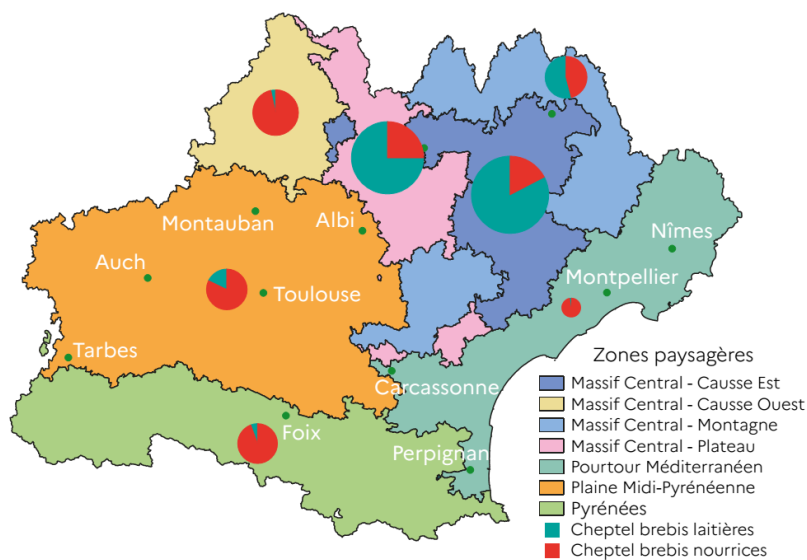 Montauban
Albi
Nîmes
Auch
Montpellier
Toulouse
Tarbes
Zones paysagères
Carcassonne
Massif Central - Causse Est
Massif Central - Causse Ouest
Foix
Massif Central - Montagne
Massif Central - Plateau
Perpignan
Pourtour Méditerranéen
Plaine Midi-Pyrénéenne
Pyrénées
Cheptel brebis laitières
Cheptel brebis nourrices